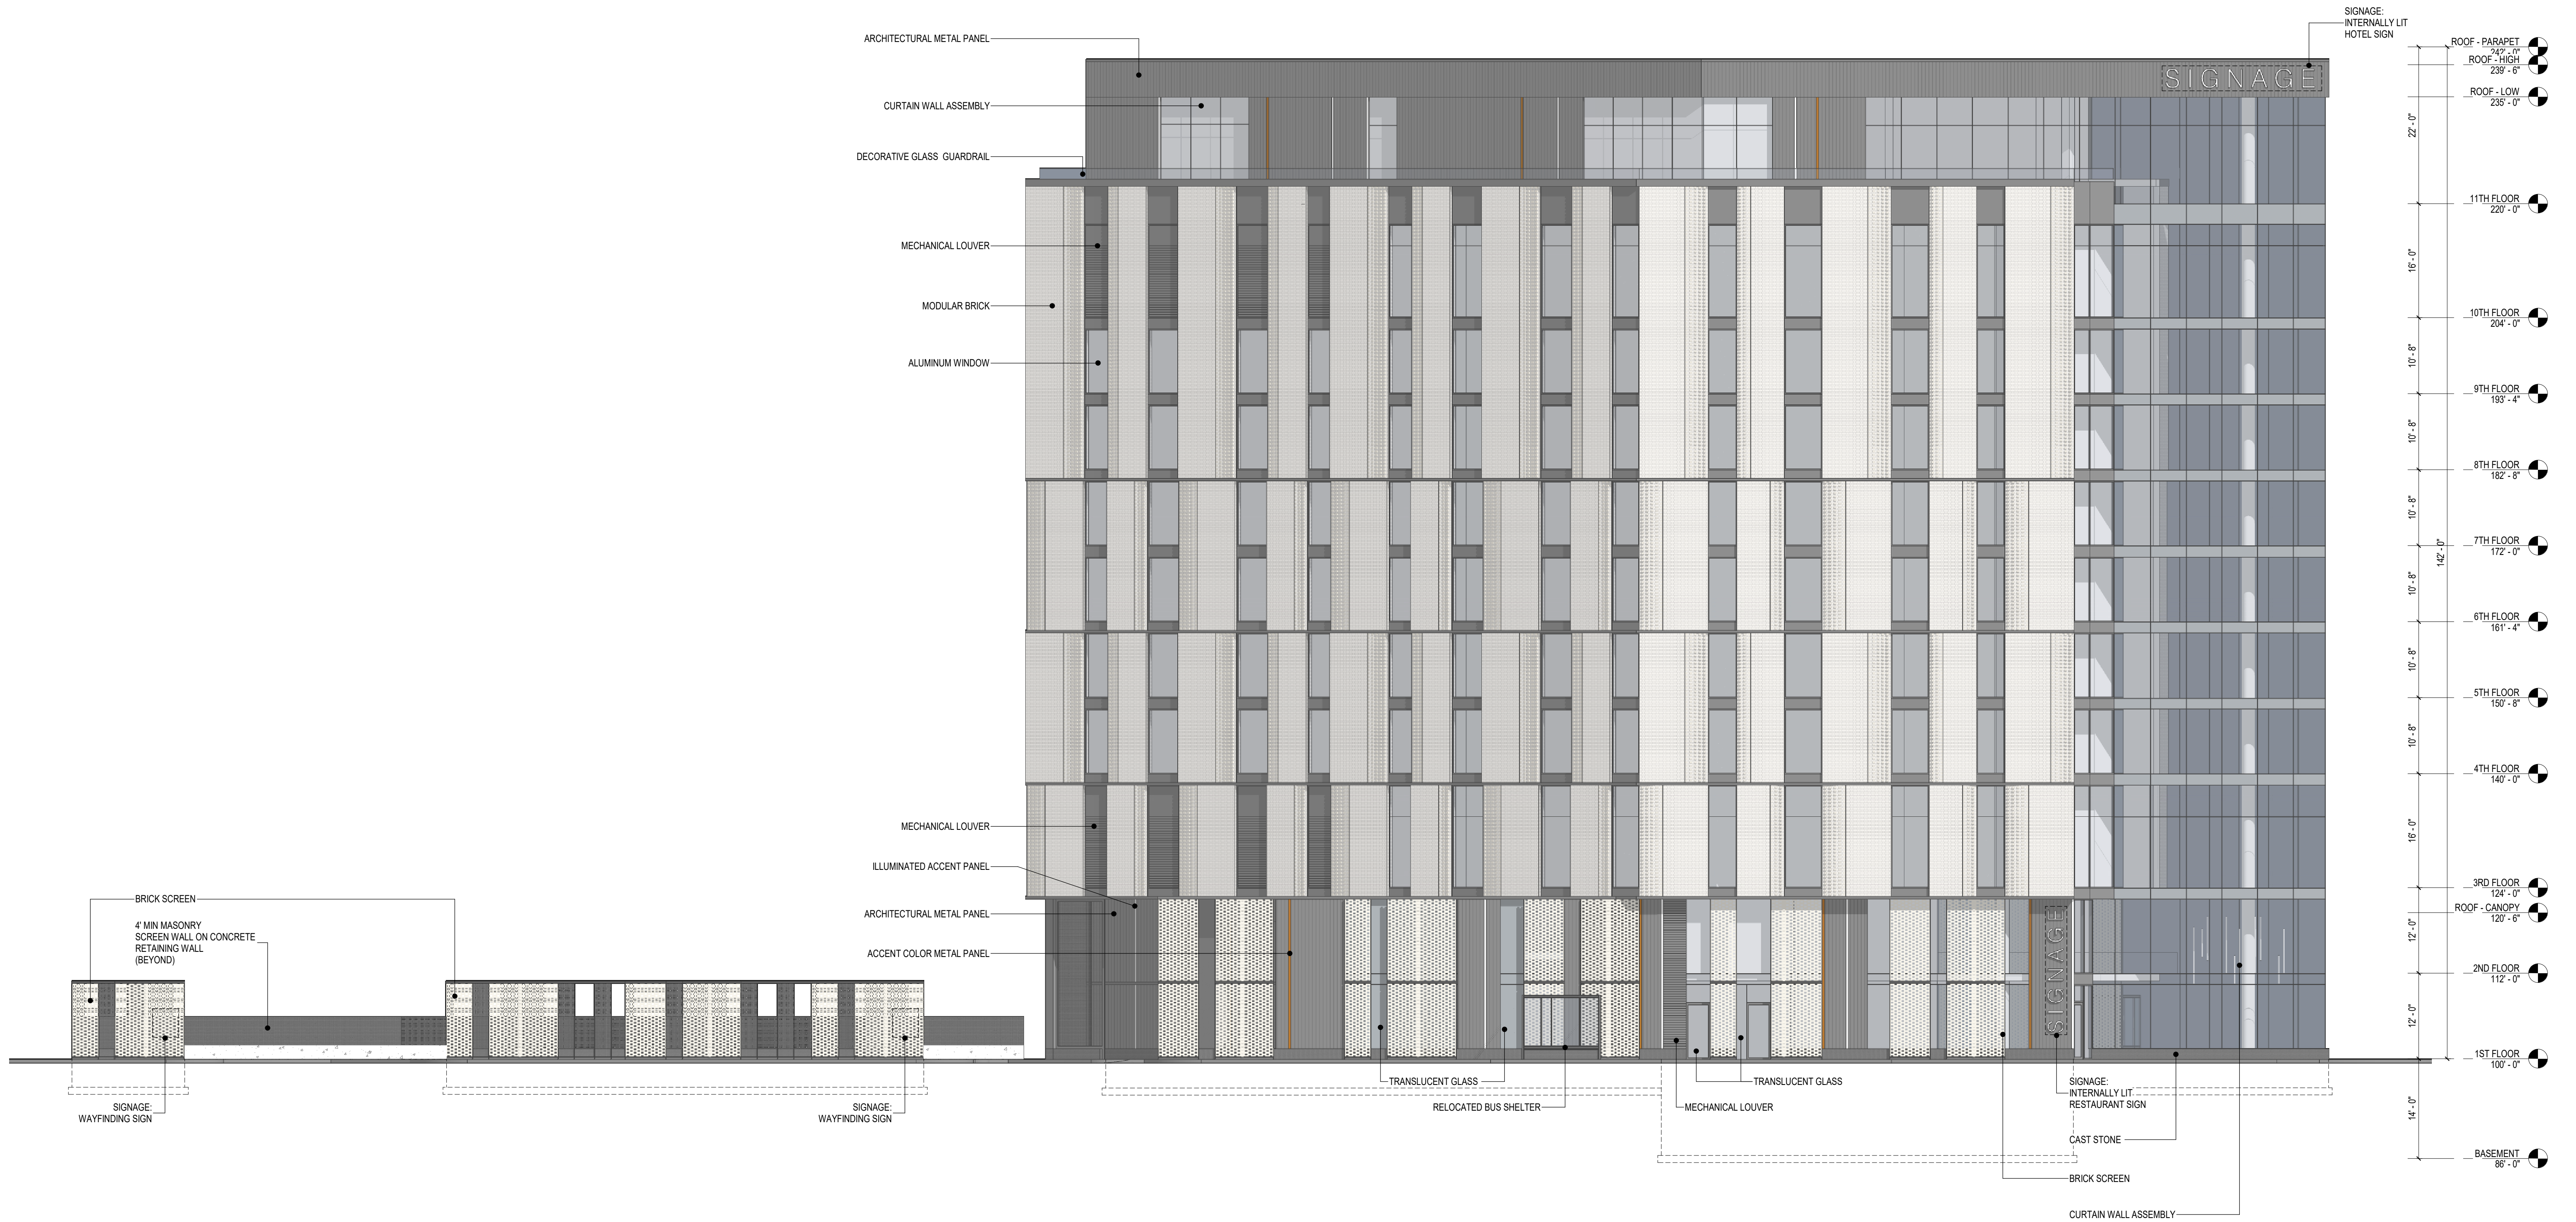 SIGNAGE:
INTERNALLY LIT
HOTEL SIGN
ARCHITECTURAL METAL PANEL
ROOF - PARAPET
242' - 0"
ROOF - HIGH
239' - 6"
SIGNAGE
ROOF - LOW
235' - 0"
CURTAIN WALL ASSEMBLY
22' - 0"
DECORATIVE GLASS GUARDRAIL
11TH FLOOR
220' - 0"
MECHANICAL LOUVER
16' - 0"
MODULAR BRICK
10TH FLOOR
204' - 0"
ALUMINUM WINDOW
10' - 8"
9TH FLOOR
193' - 4"
10' - 8"
8TH FLOOR
182' - 8"
10' - 8"
7TH FLOOR
172' - 0"
142' - 0"
10' - 8"
6TH FLOOR
161' - 4"
10' - 8"
5TH FLOOR
150' - 8"
10' - 8"
4TH FLOOR
140' - 0"
MECHANICAL LOUVER
16' - 0"
ILLUMINATED ACCENT PANEL
3RD FLOOR
124' - 0"
BRICK SCREEN
ARCHITECTURAL METAL PANEL
ROOF - CANOPY
120' - 6"
4' MIN MASONRY
SCREEN WALL ON CONCRETE
RETAINING WALL
(BEYOND)
ACCENT COLOR METAL PANEL
SIGNAGE
12' - 0"
2ND FLOOR
112' - 0"
12' - 0"
1ST FLOOR
100' - 0"
TRANSLUCENT GLASS
TRANSLUCENT GLASS
SIGNAGE:
INTERNALLY LIT
RESTAURANT SIGN
SIGNAGE:
WAYFINDING SIGN
SIGNAGE:
WAYFINDING SIGN
RELOCATED BUS SHELTER
MECHANICAL LOUVER
14' - 0"
CAST STONE
BASEMENT
86' - 0"
BRICK SCREEN
CURTAIN WALL ASSEMBLY